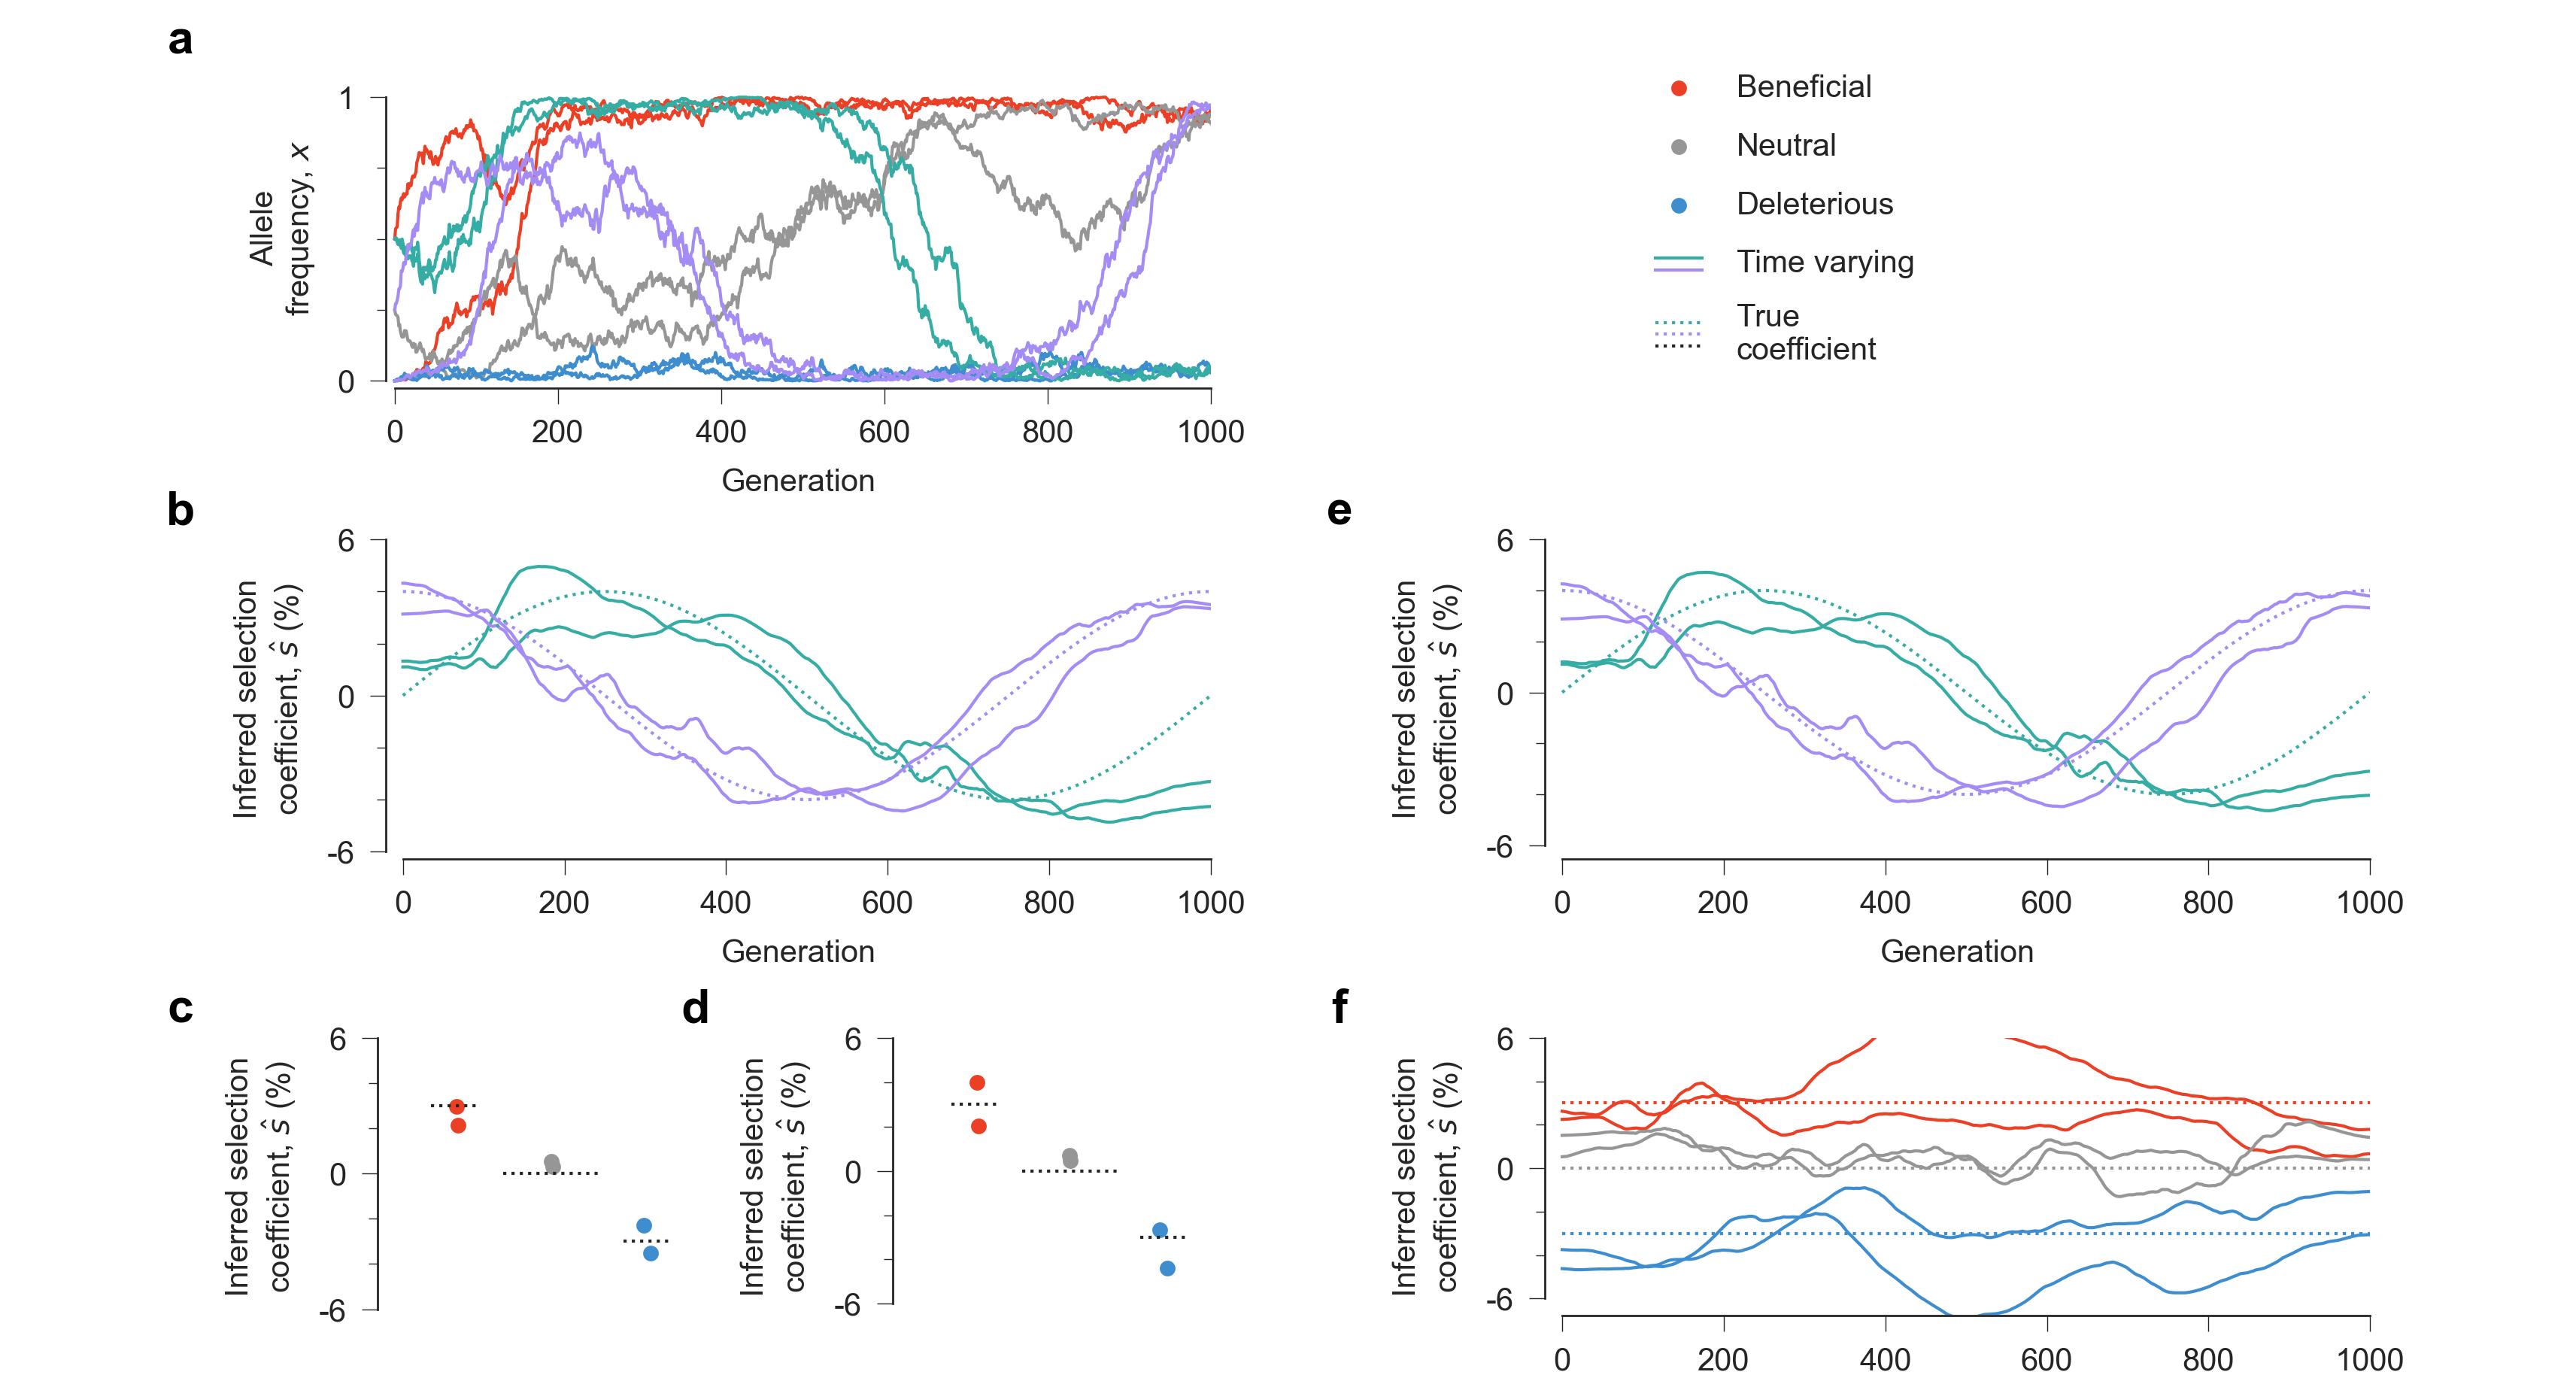 a
1
0
Allele
frequency, x
0 200 400 600 800 1000
Generation
Beneficial
Neutral
Deleterious
Time varying
True
coefficient
b
6
0
-6
Inferred selection
coefficient, ŝ (%)
0 200 400 600 800 1000
Generation
e
6
0
-6
Inferred selection
coefficient, ŝ (%)
0 200 400 600 800 1000
Generation
c
6
0
-6
Inferred selection
coefficient, ŝ (%)
d
6
0
-6
Inferred selection
coefficient, ŝ (%)
f
6
0
-6
Inferred selection
coefficient, ŝ (%)
0 200 400 600 800 1000